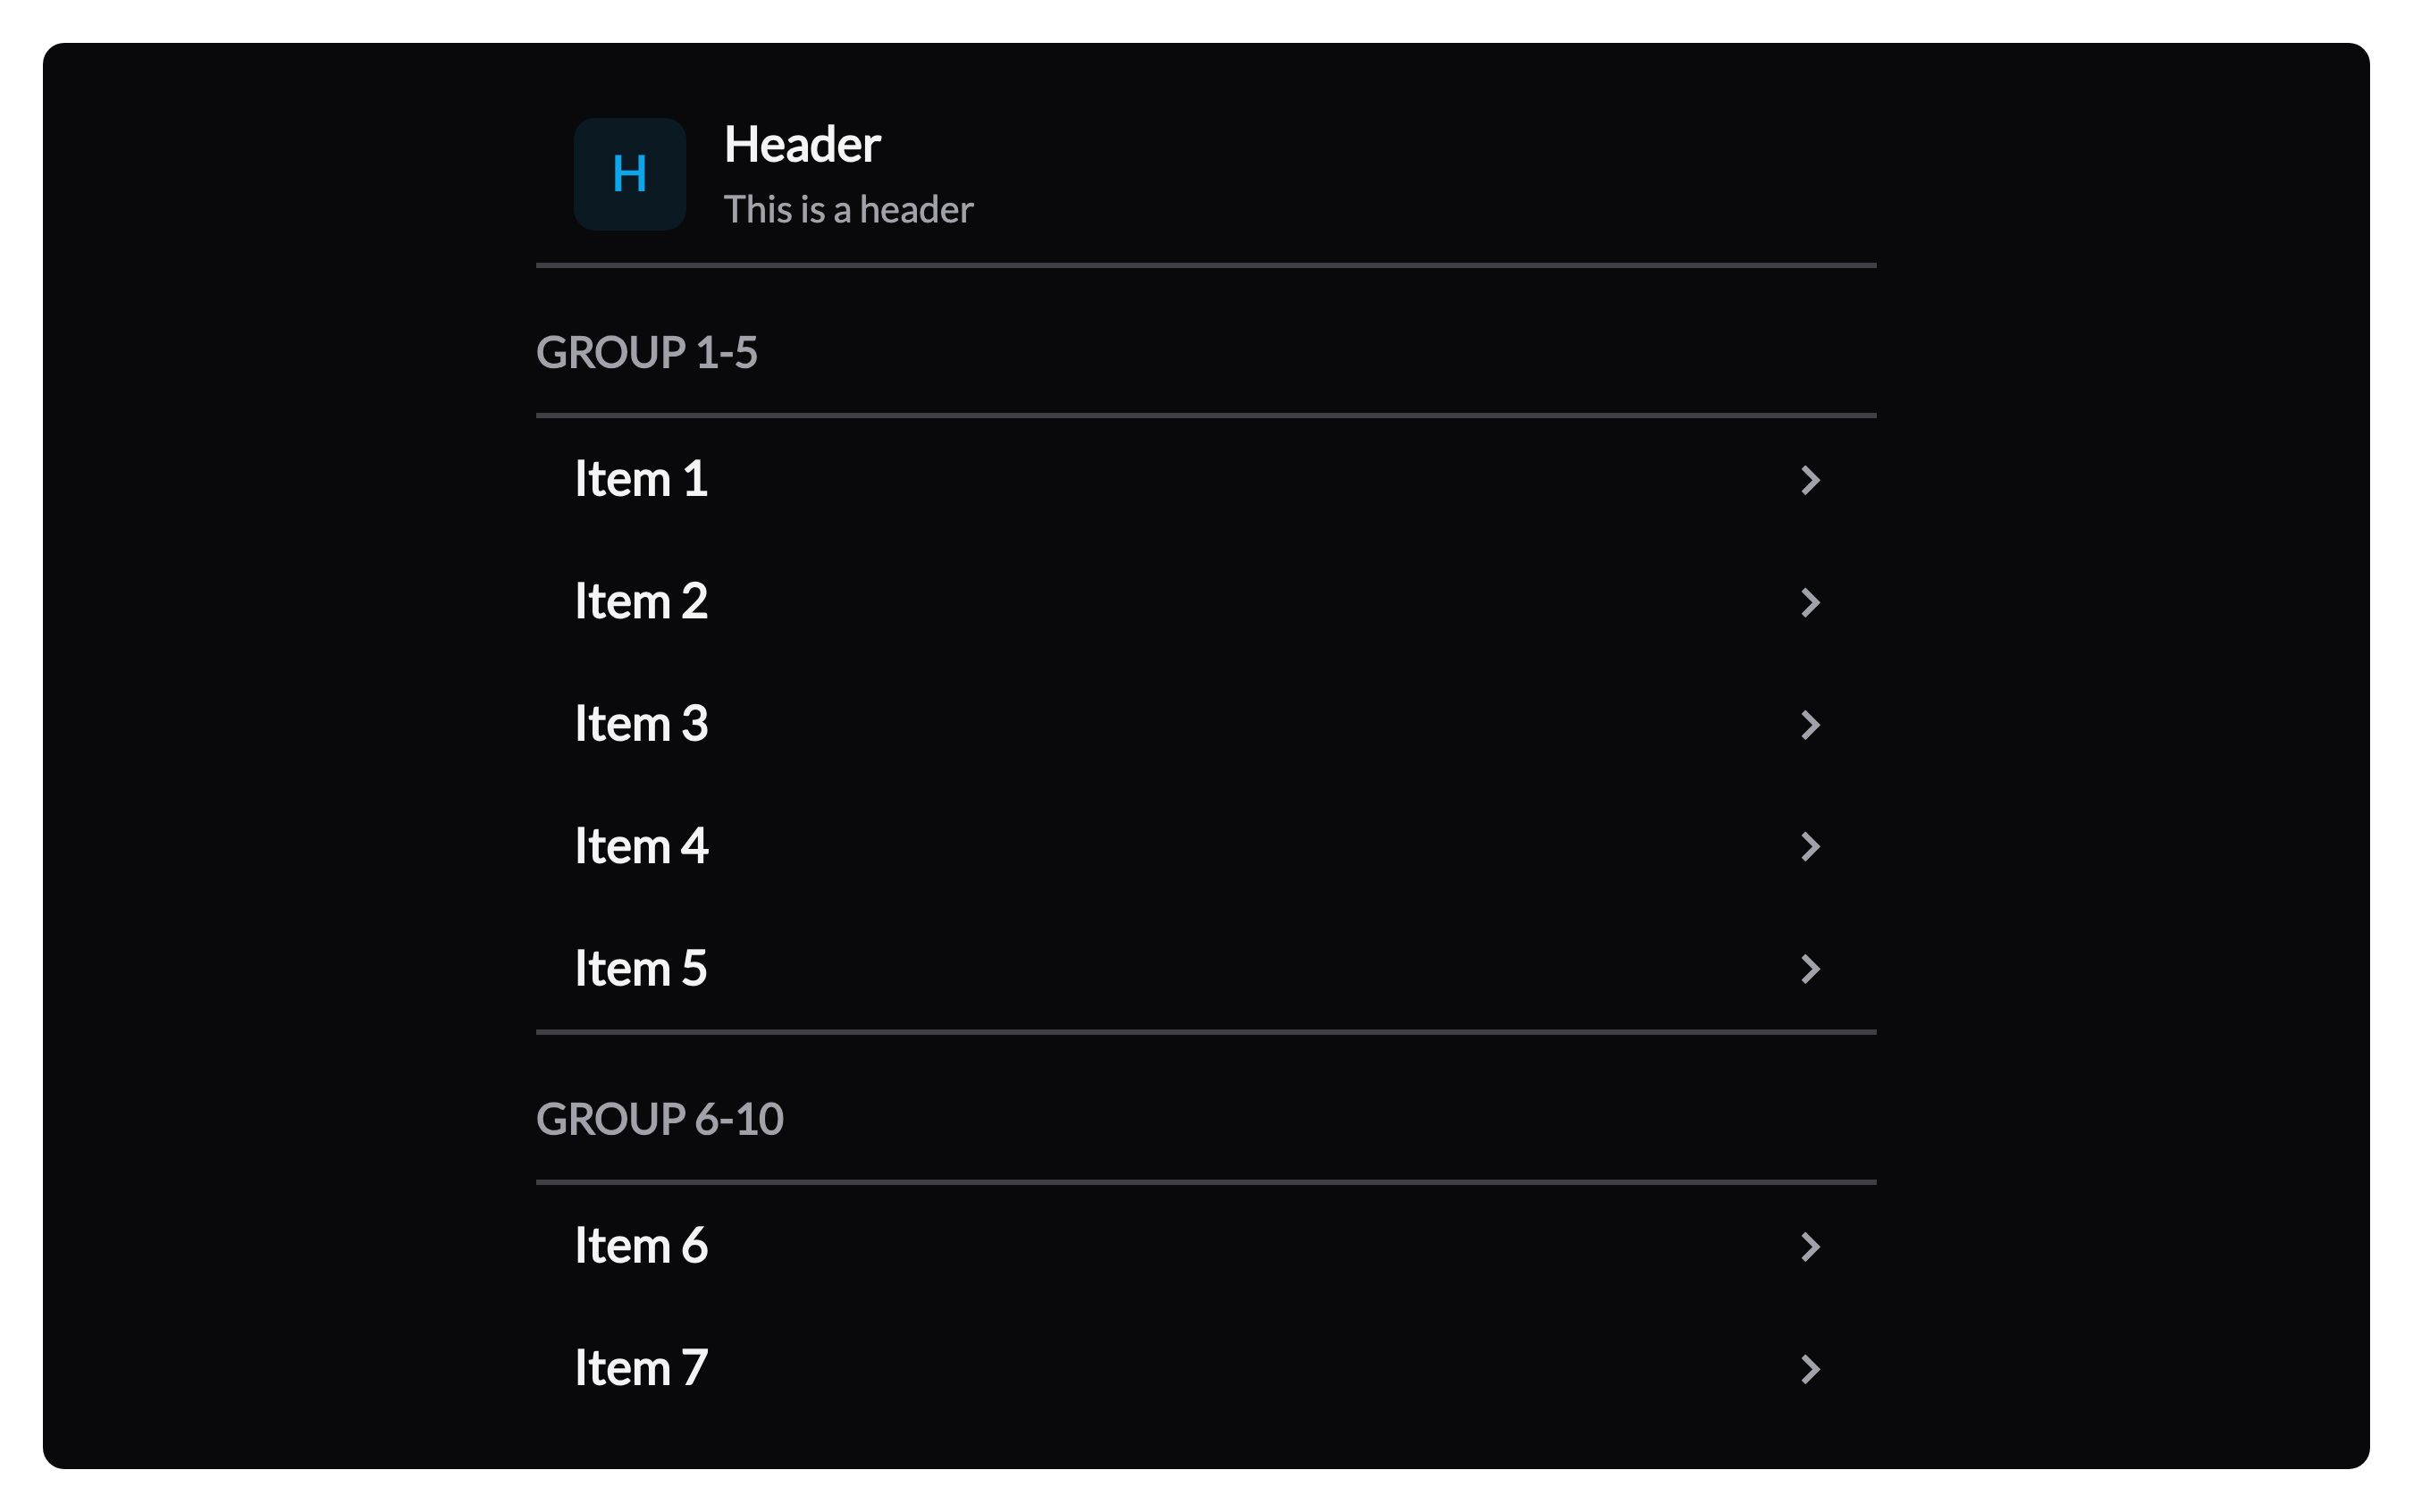 H
Header
This is a header
GROUP 1-5
Item 1
Item 2
Item 3
Item 4
Item 5
GROUP 6-10
Item 6
Item 7